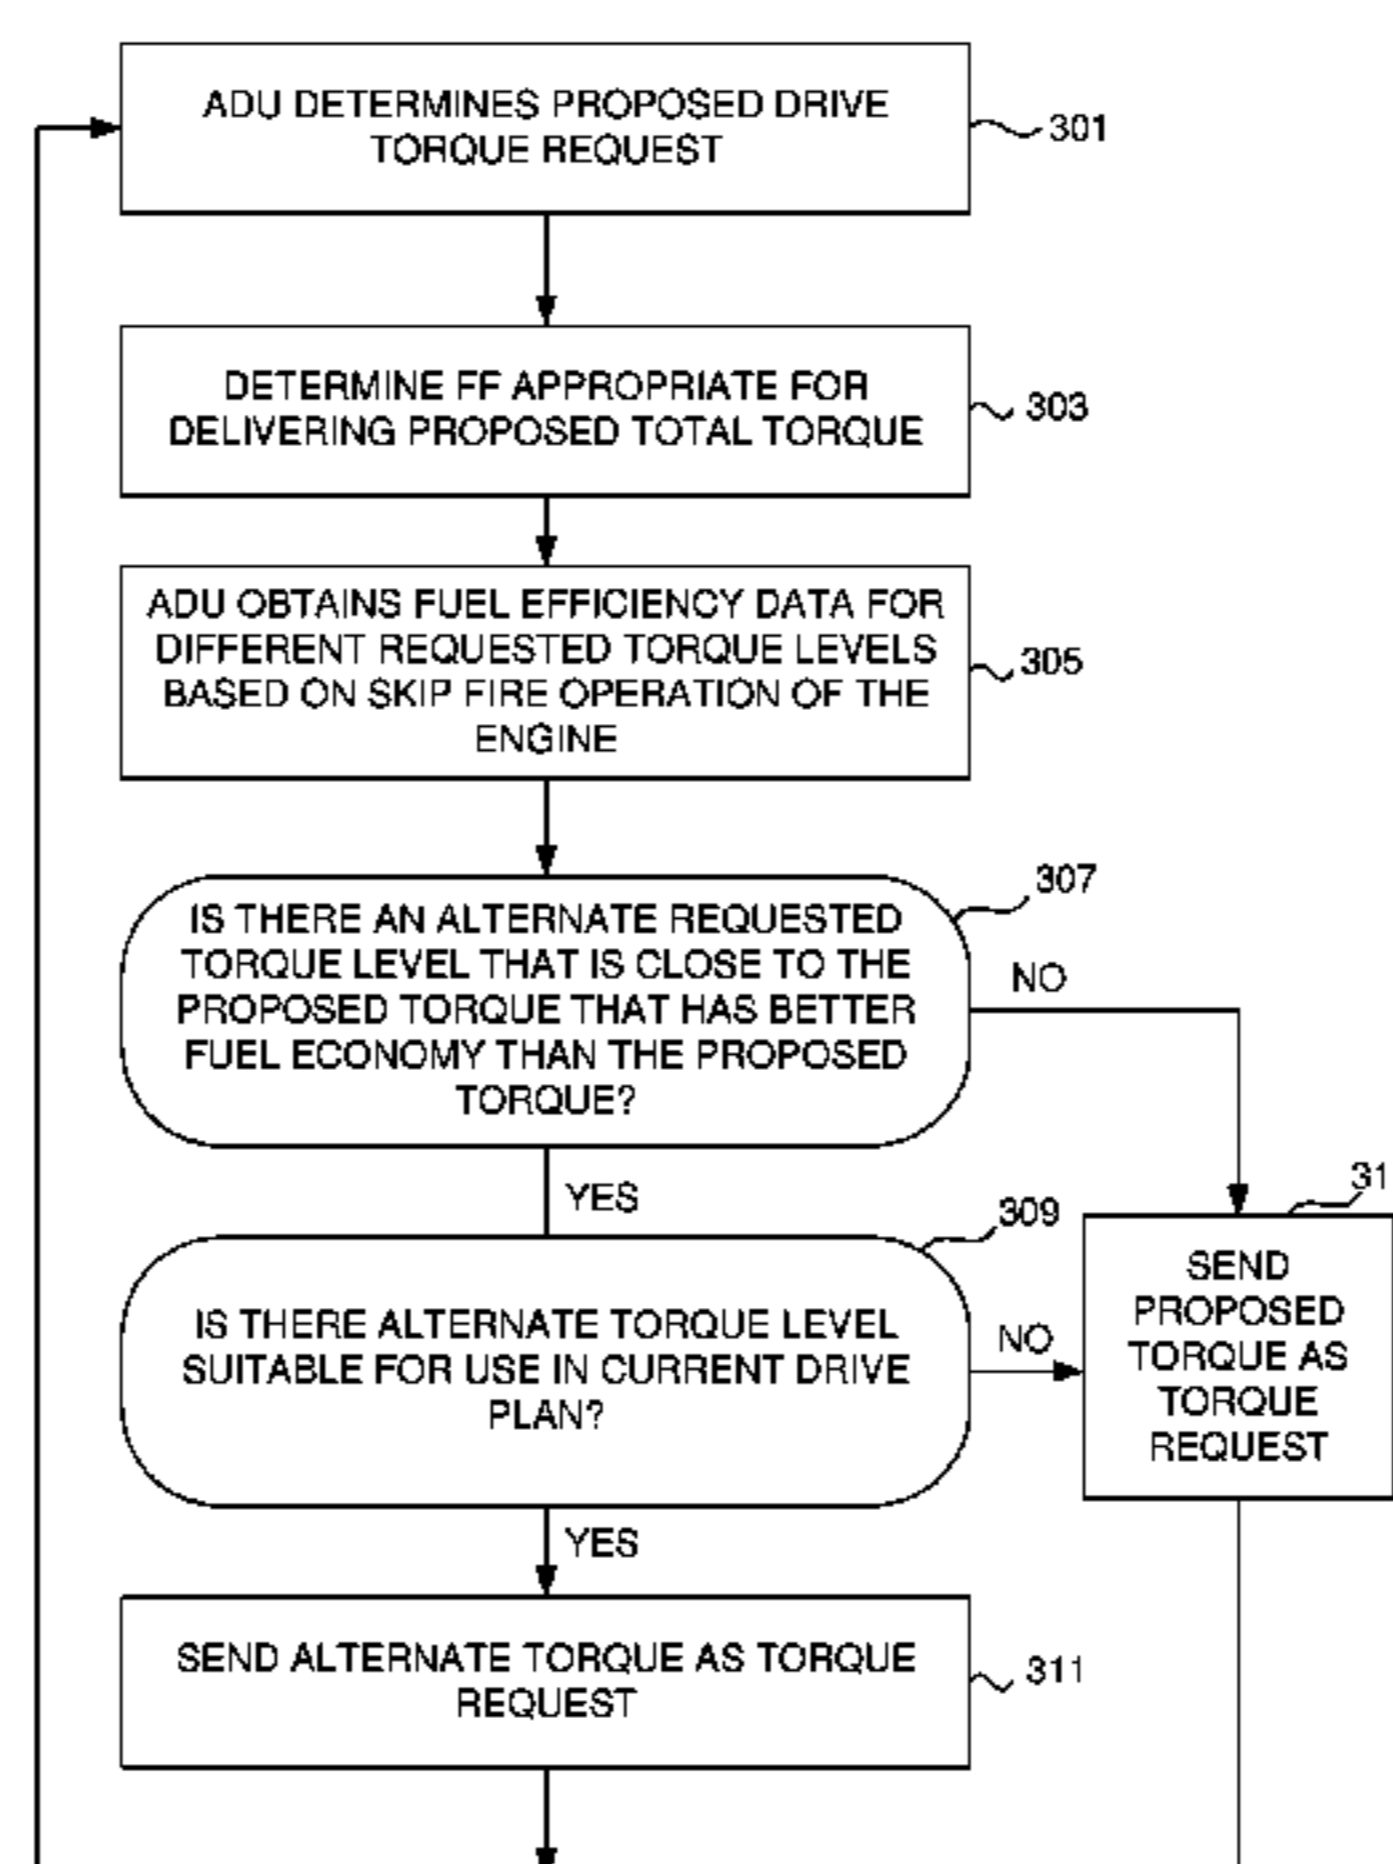 ADU DETERMINES PROPOSED DRIVE
TORQUE REQUEST
301
DETERMINE FF APPROPRIATE FOR
DELIVERING PROPOSED TOTAL TORQUE
303
ADU OBTAINS FUEL EFFICIENCY DATA FOR
DIFFERENT REQUESTED TORQUE LEVELS
BASED ON SKIP FIRE OPERATION OF THE
ENGINE
305
307
IS THERE AN ALTERNATE REQUESTED
TORQUE LEVEL THAT IS CLOSE TO THE
PROPOSED TORQUE THAT HAS BETTER
FUEL ECONOMY THAN THE PROPOSED
TORQUE?
NO
YES
309
IS THERE ALTERNATE TORQUE LEVEL
SUITABLE FOR USE IN CURRENT DRIVE
PLAN?
NO
31
SEND
PROPOSED
TORQUE AS
TORQUE
REQUEST
YES
SEND ALTERNATE TORQUE AS TORQUE
REQUEST
311